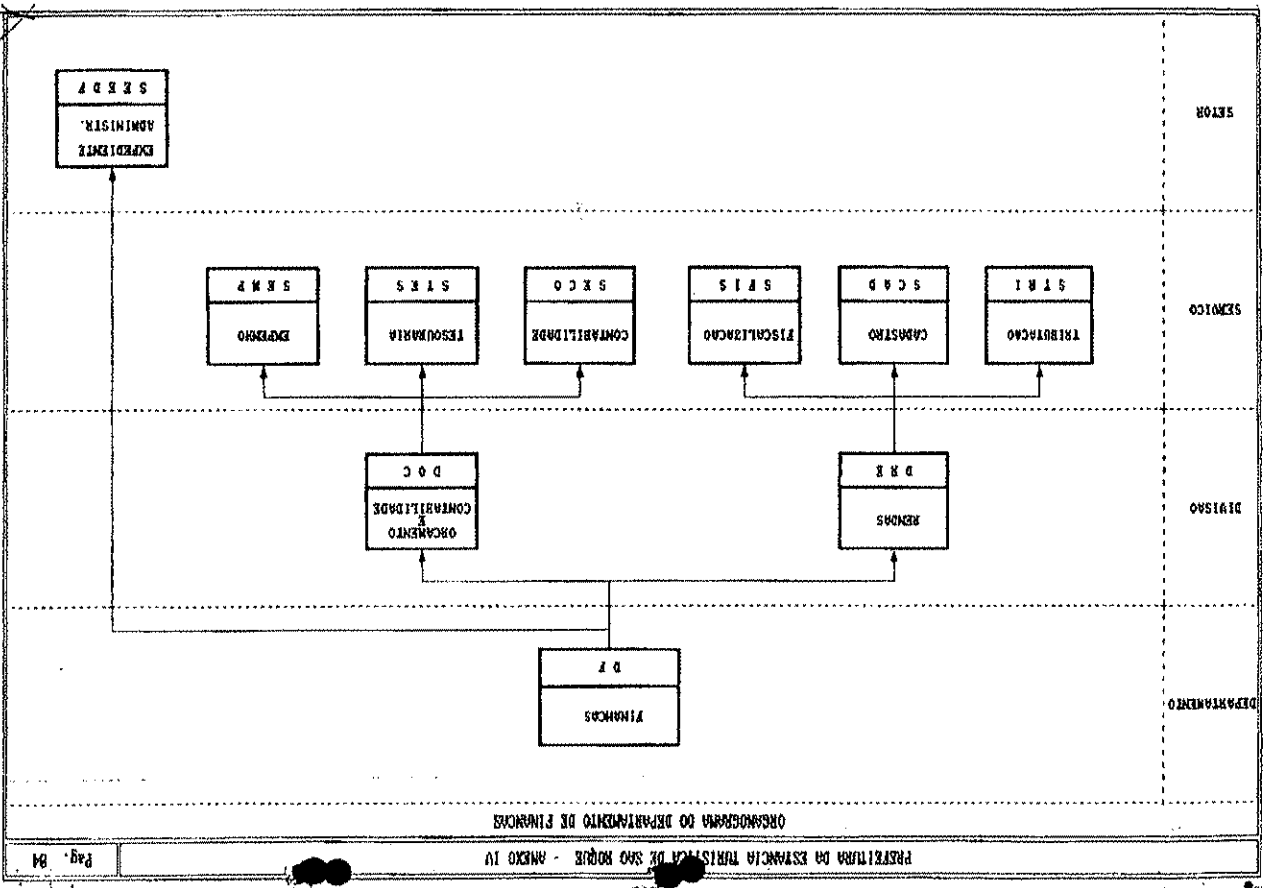 PREFEITURA DA ESTANCIA TURISTICA DE SAO ROQUE - ANEXO IV
Pag. 04
ORGANOGRAMA DO DEPARTAMENTO DE FINANCAS
DEPARTAMENTO
FINANCAS
D F
DIVISAO
RENDAS
D R E
ORCAMENTO
E
CONTABILIDADE
D O C
SERVICO
TRIBUTACAO
S T R I
CADASTRO
S C A D
FISCALIZACAO
S F I S
CONTABILIDADE
S E C O
TESOURARIA
S T E S
EMPENHO
S E M P
SETOR
EXPEDIENTE
ADMINISTR.
S E E D F